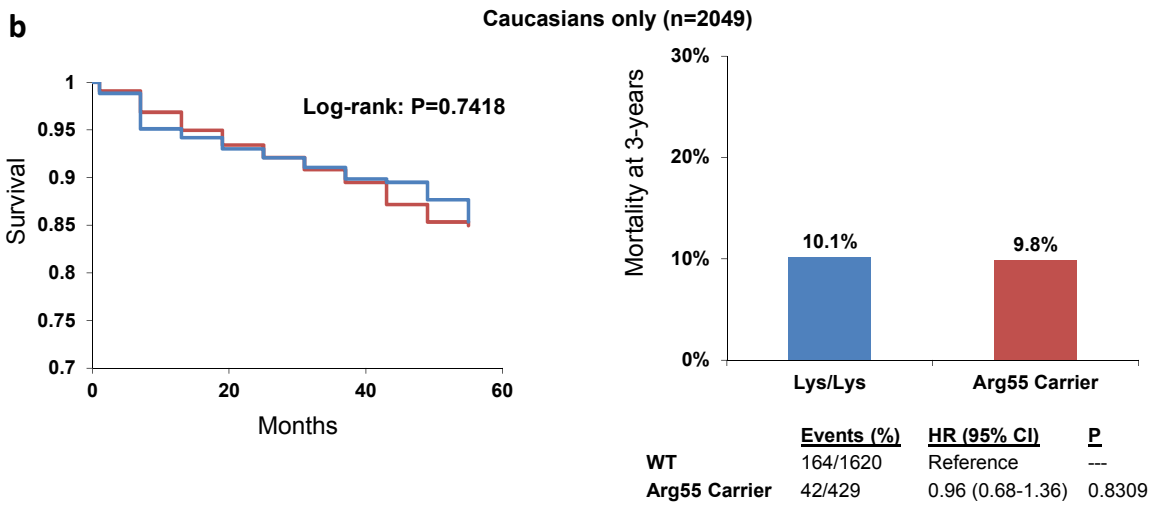 b
Caucasians only (n=2049)
Survival
1
0.95
0.9
0.85
0.8
0.75
0.7
Log-rank: P=0.7418
0 20 40 60
Months
Mortality at 3-years
30%
20%
10%
0%
10.1%
9.8%
Lys/Lys Arg55 Carrier
Events (%) HR (95% CI) P
WT 164/1620 Reference ---
Arg55 Carrier 42/429 0.96 (0.68-1.36) 0.8309